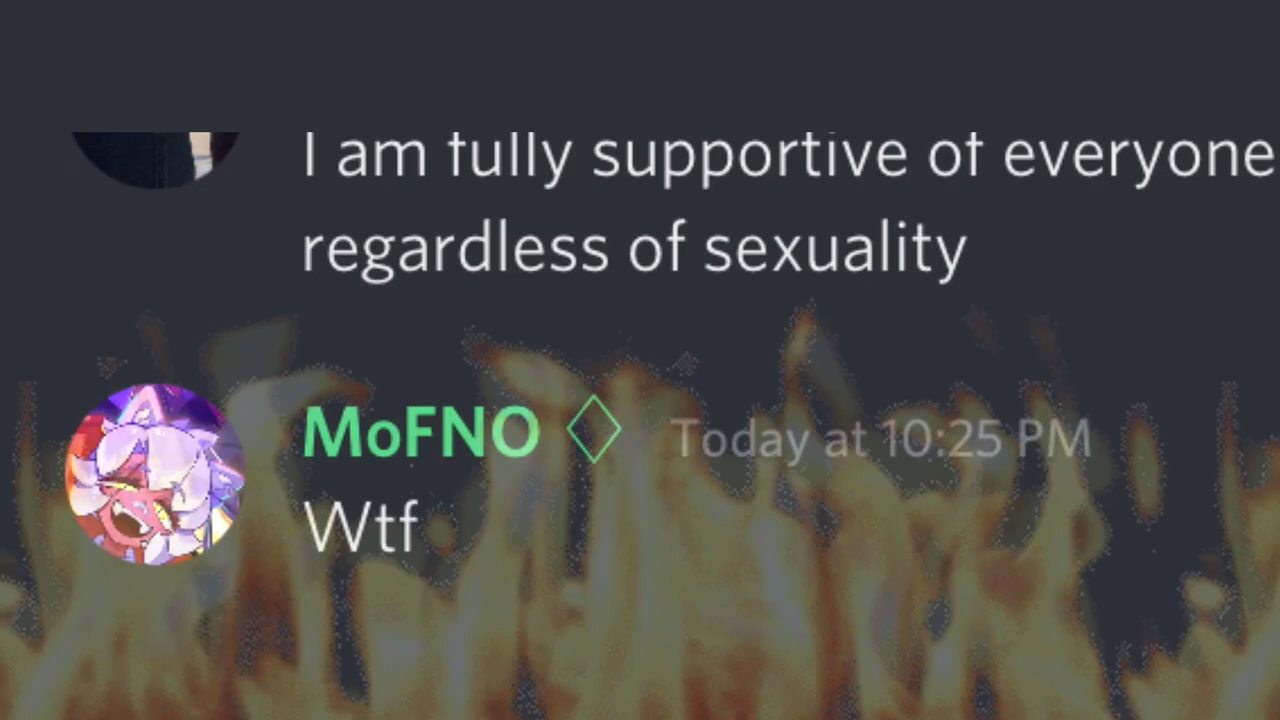 I am fully supportive of everyone
regardless of sexuality
MoFNO Today at 10:25 PM
Wtf